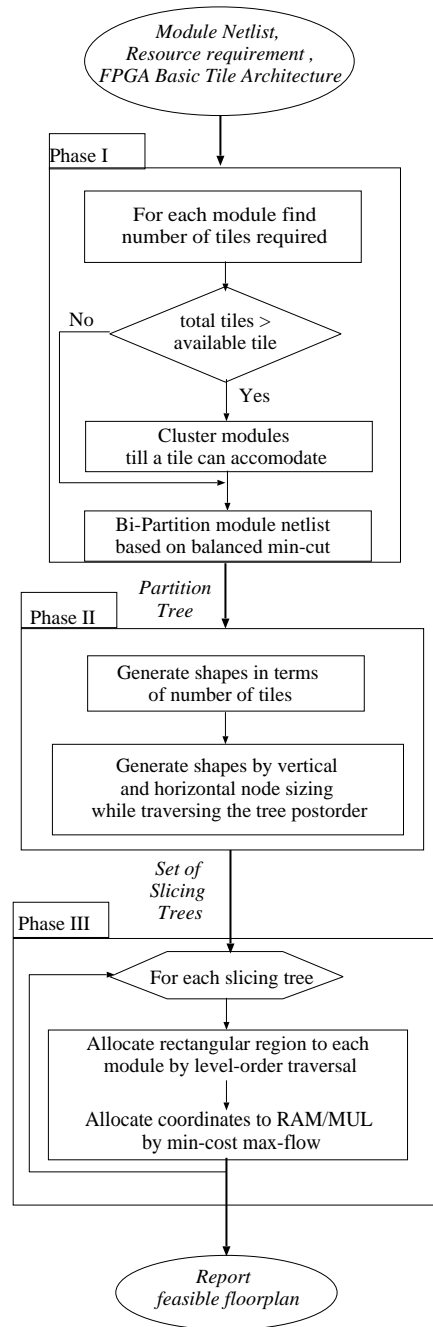 Module Netlist,
Resource requirement ,
FPGA Basic Tile Architecture
Phase I
For each module find
number of tiles required
No
total tiles >
available tile
Yes
Cluster modules
till a tile can accomodate
Bi-Partition module netlist
based on balanced min-cut
Partition
Tree
Phase II
Generate shapes in terms
of number of tiles
Generate shapes by vertical
and horizontal node sizing
while traversing the tree postorder
Set of
Slicing
Trees
Phase III
For each slicing tree
Allocate rectangular region to each
module by level-order traversal
Allocate coordinates to RAM/MUL
by min-cost max-flow
Report
feasible floorplan